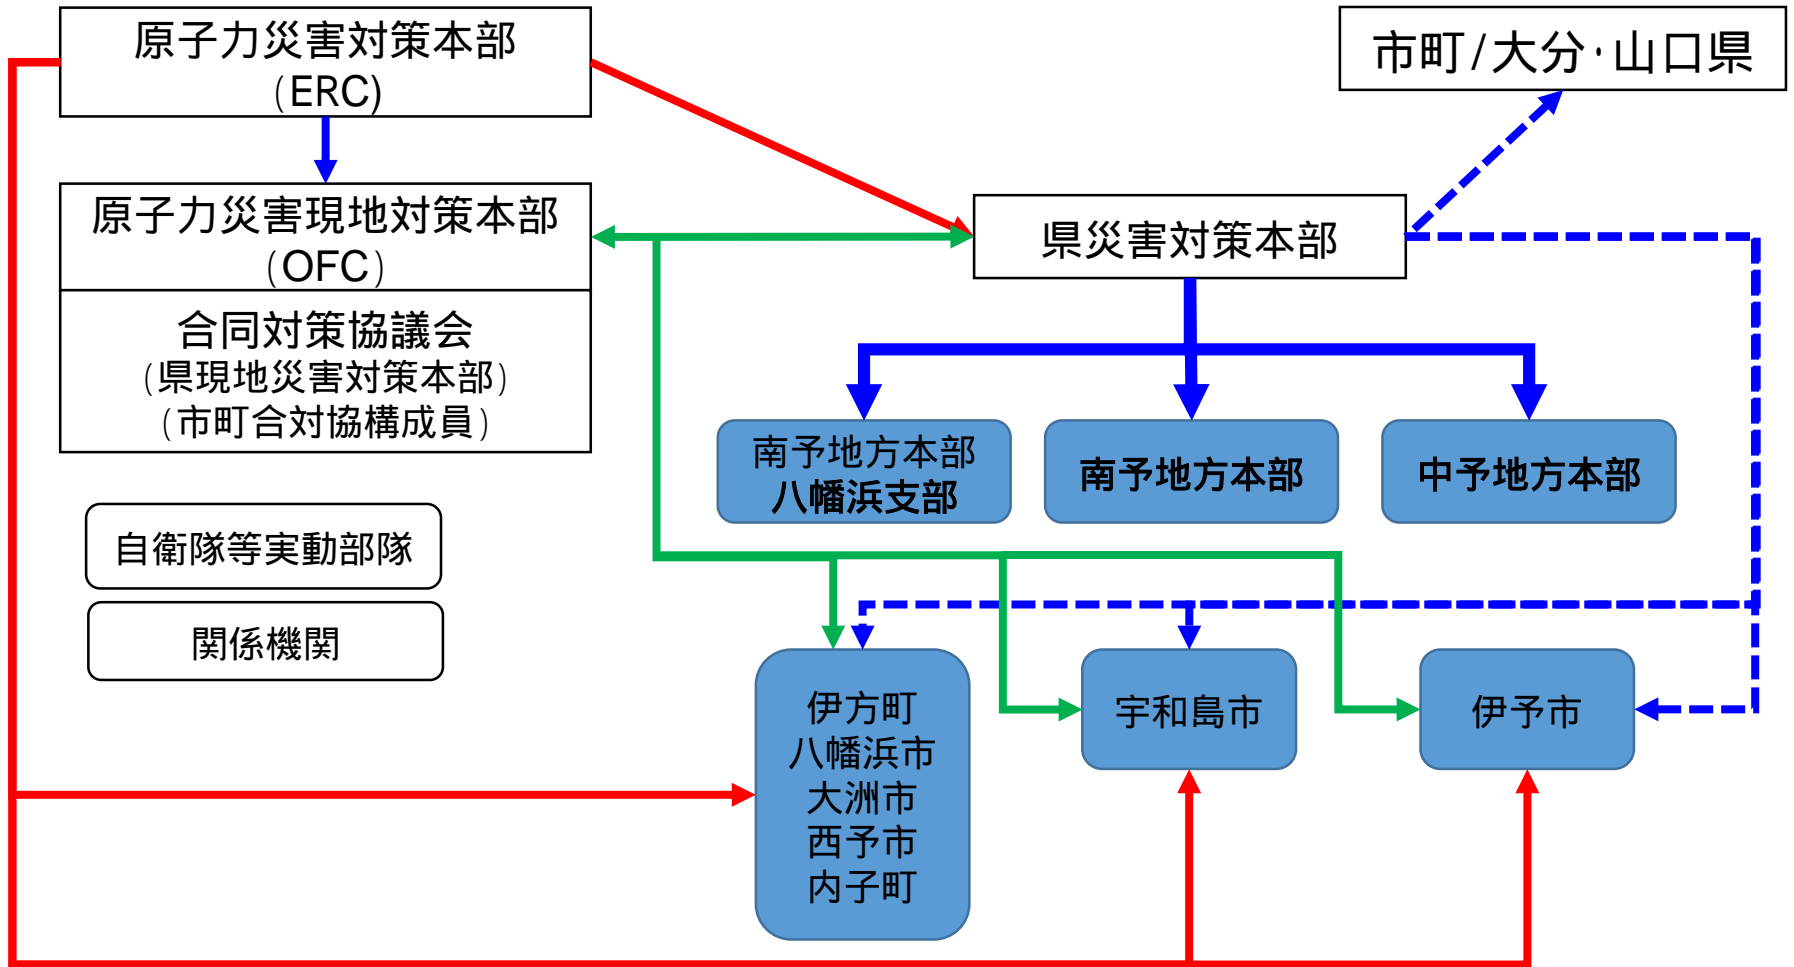 原子力災害対策本部
(ERC)
市町/大分·山口県
原子力災害現地対策本部
(OFC)
県災害対策本部
合同対策協議会
(県現地災害対策本部)
(市町合対協構成員)
南予地方本部
八幡浜支部
南予地方本部
中予地方本部
自衛隊等実動部隊
関係機関
伊方町
八幡浜市
大洲市
西予市
内子町
宇和島市
伊予市